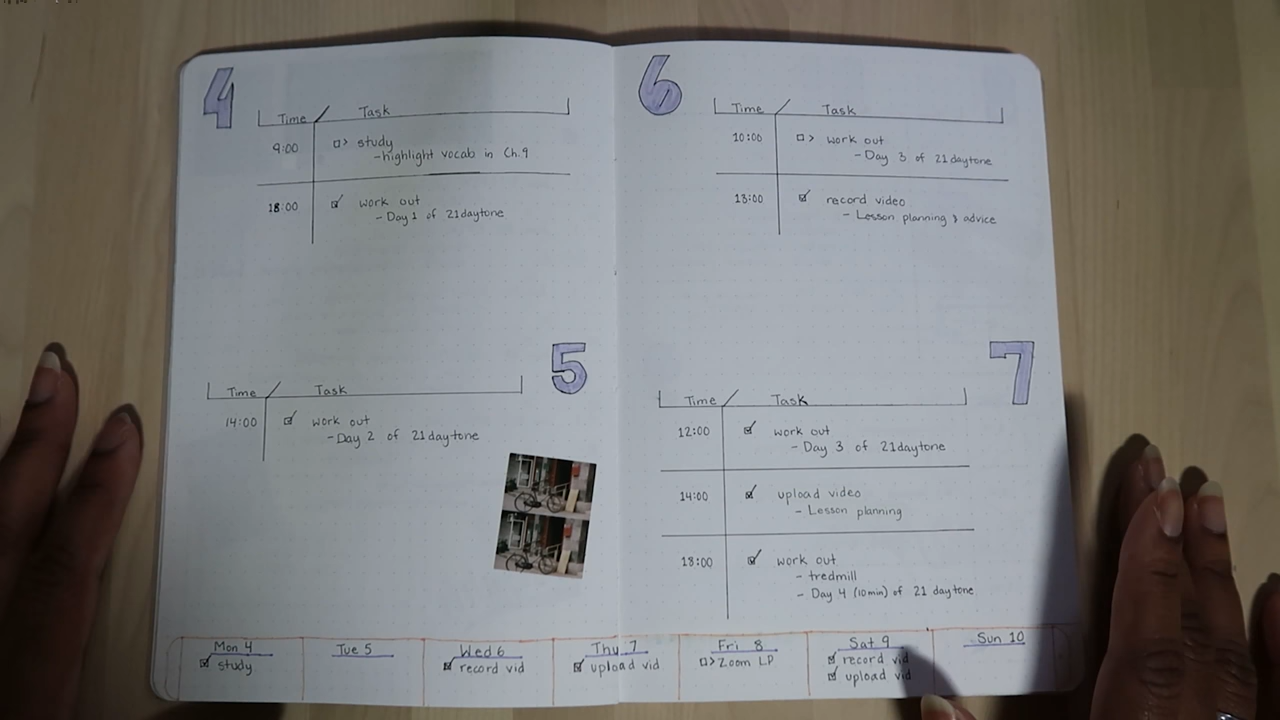 4
Time / Task
9:00 > study
- highlight vocab in Ch.9
18:00 work out
- Day 1 of 21daytone
5
Time / Task
14:00 work out
- Day 2 of 21daytone
6
Time / Task
10:00 > work out
- Day 3 of 21daytone
13:00 record video
- Lesson planning & advice
7
Time / Task
12:00 work out
- Day 3 of 21daytone
14:00 upload video
- Lesson planning
18:00 work out
- tredmill
- Day 4 (10min) of 21 daytone
Mon 4
study
Tue 5
Wed 6
record vid
Thu 7
upload vid
Fri 8
> Zoom LP
Sat 9
record vid
upload vid
Sun 10